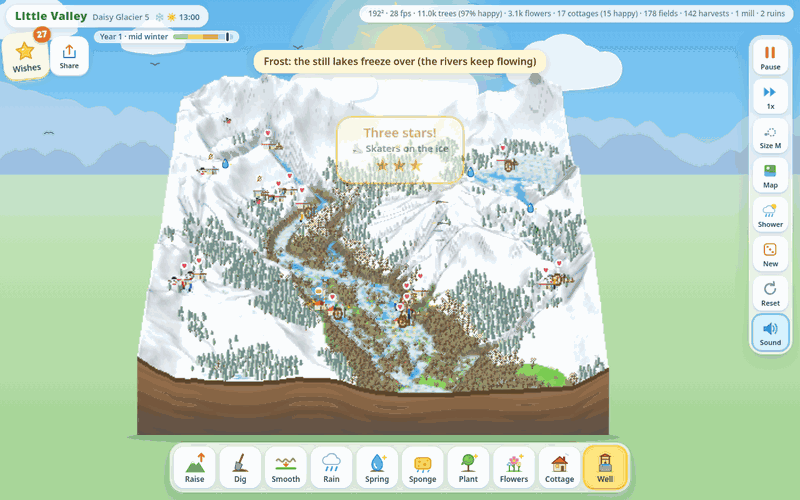 Little Valley Daisy Glacier 5 13:00
192² · 28 fps · 11.0k trees (97% happy) · 3.1k flowers · 17 cottages (15 happy) · 178 fields · 142 harvests · 1 mill · 2 ruins
27
Wishes
Share
Year 1 · mid winter
Frost: the still lakes freeze over (the rivers keep flowing)
Three stars!
Skaters on the ice
Pause
1x
Size M
Map
Shower
New
Reset
Sound
Raise
Dig
Smooth
Rain
Spring
Sponge
Plant
Flowers
Cottage
Well